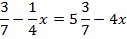 3/7 − 1/4 x = 5 3/7 − 4x